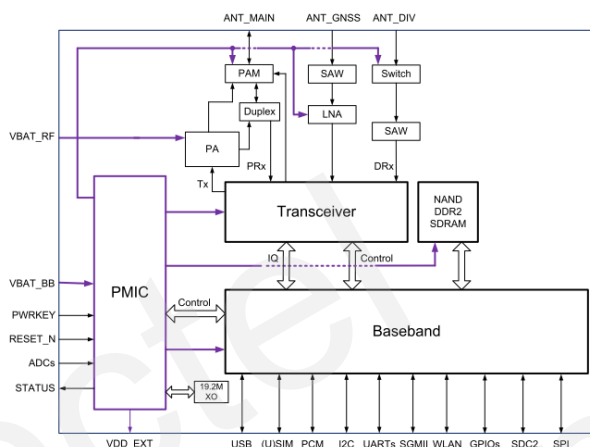 ANT_MAIN
ANT_GNSS
ANT_DIV
PAM
SAW
Switch
Duplex
LNA
VBAT_RF
PA
SAW
PRx
DRx
Tx
Transceiver
NAND
DDR2
SDRAM
IQ
Control
VBAT_BB
PMIC
Control
Baseband
PWRKEY
RESET_N
ADCs
STATUS
19.2M
XO
VDD_EXT
USB
(U)SIM
PCM
I2C
UARTs
SGMII
WLAN
GPIOs
SDC2
SPI